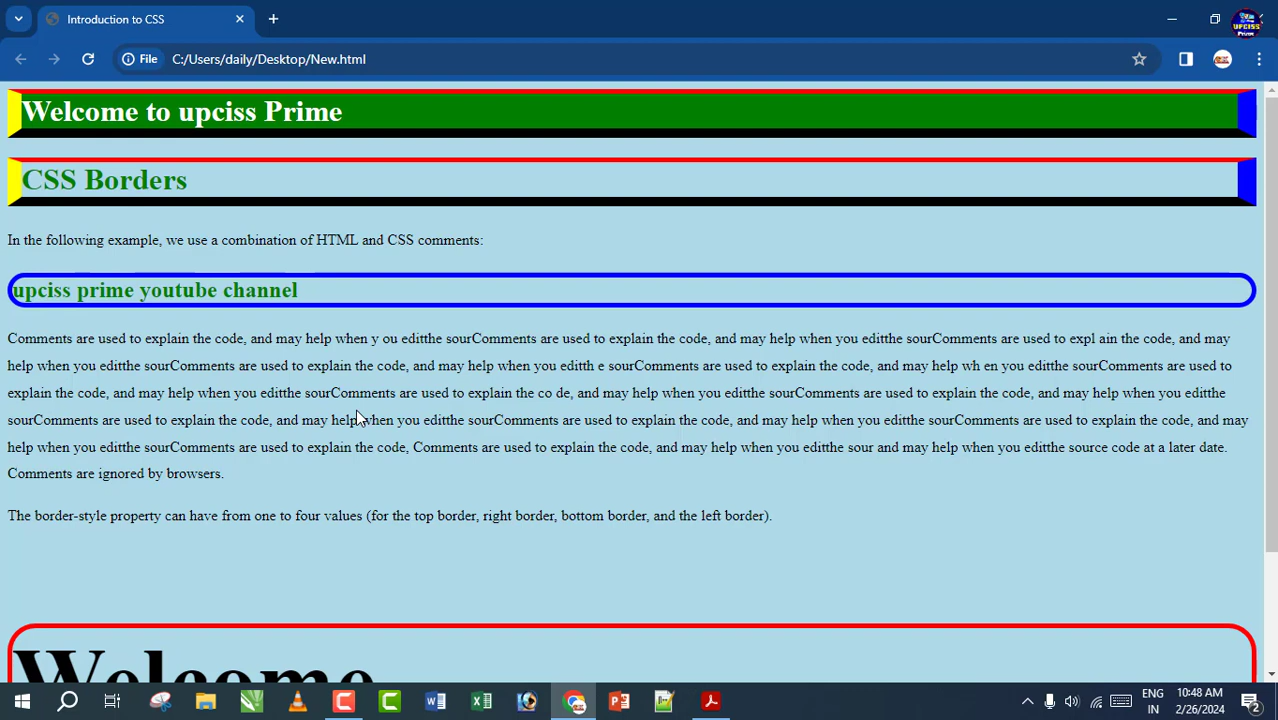 Introduction to CSS
UPCISS
Prime
File
C:/Users/daily/Desktop/New.html
Welcome to upciss Prime
CSS Borders
In the following example, we use a combination of HTML and CSS comments:
upciss prime youtube channel
Comments are used to explain the code, and may help when y ou editthe sourComments are used to explain the code, and may help when you editthe sourComments are used to expl ain the code, and may
help when you editthe sourComments are used to explain the code, and may help when you editth e sourComments are used to explain the code, and may help wh en you editthe sourComments are used to
explain the code, and may help when you editthe sourComments are used to explain the co de, and may help when you editthe sourComments are used to explain the code, and may help when you editthe
sourComments are used to explain the code, and may help when you editthe sourComments are used to explain the code, and may help when you editthe sourComments are used to explain the code, and may
help when you editthe sourComments are used to explain the code, Comments are used to explain the code, and may help when you editthe sour and may help when you editthe source code at a later date.
Comments are ignored by browsers.
The border-style property can have from one to four values (for the top border, right border, bottom border, and the left border).
Welcome
ENG
IN
10:48 AM
2/26/2024
2